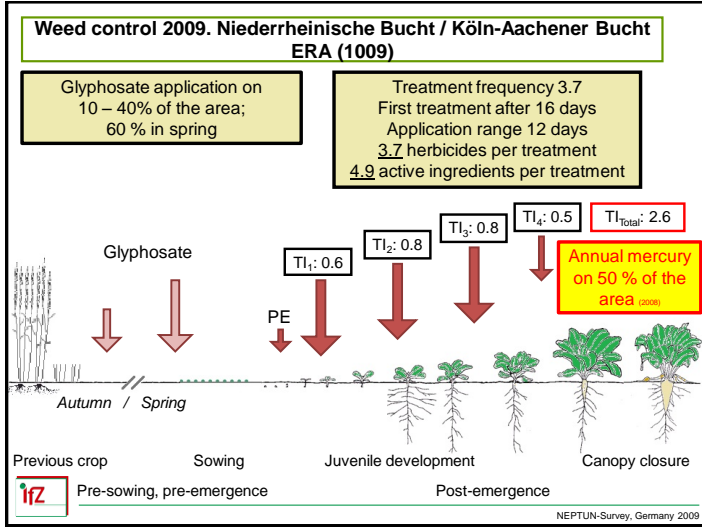 Weed control 2009. Niederrheinische Bucht / Köln-Aachener Bucht
ERA (1009)
Glyphosate application on
10 – 40% of the area;
60 % in spring
Treatment frequency 3.7
First treatment after 16 days
Application range 12 days
3.7 herbicides per treatment
4.9 active ingredients per treatment
TI4: 0.5
TITotal: 2.6
TI3: 0.8
TI2: 0.8
TI1: 0.6
Glyphosate
Annual mercury
on 50 % of the
area (2008)
PE
Autumn / Spring
Previous crop
Sowing
Juvenile development
Canopy closure
ifZ
Pre-sowing, pre-emergence
Post-emergence
NEPTUN-Survey, Germany 2009